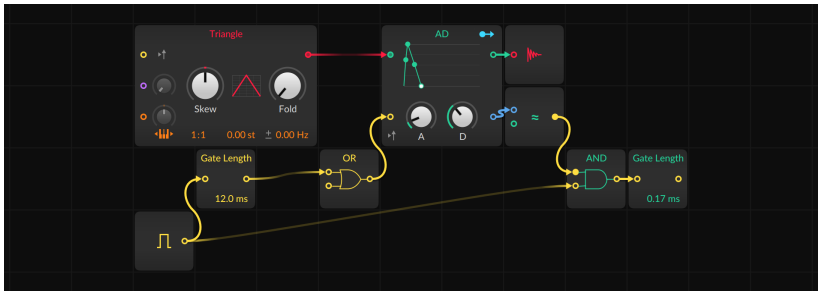 Triangle
AD
Skew
Fold
A
D
1:1
0.00 st
± 0.00 Hz
Gate Length
OR
AND
Gate Length
12.0 ms
0.17 ms